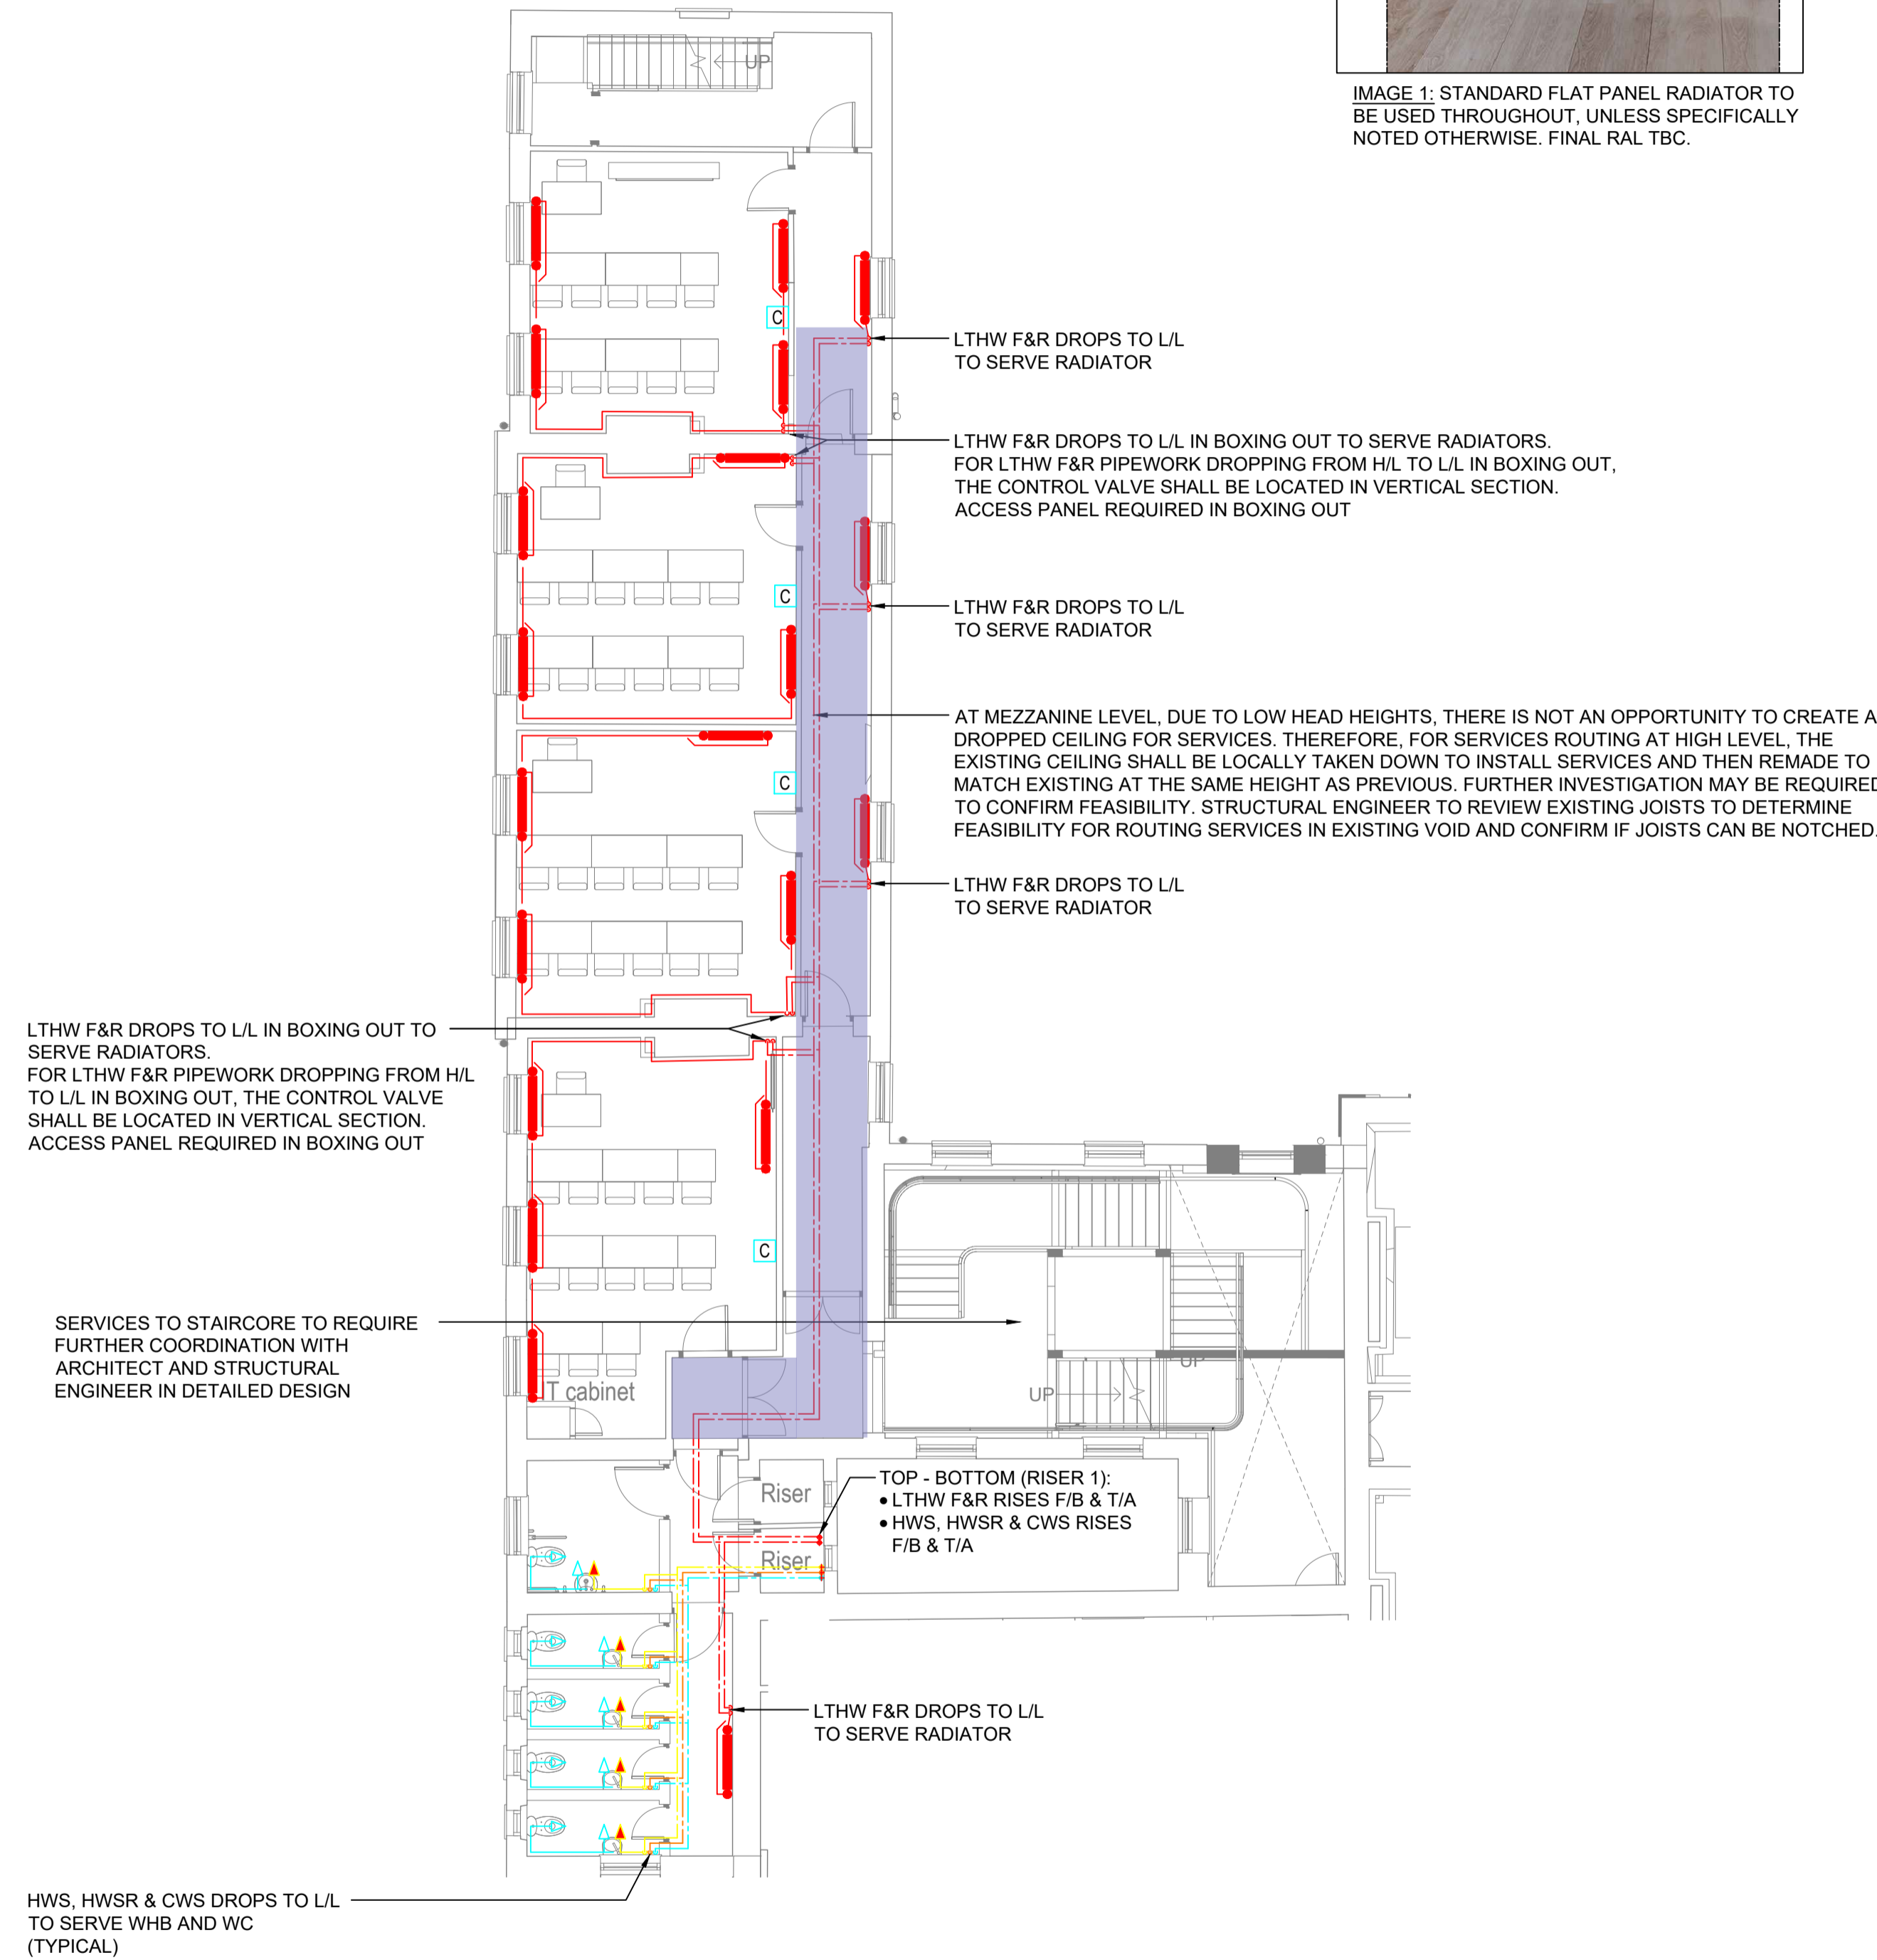 UP
IMAGE 1: STANDARD FLAT PANEL RADIATOR TO
BE USED THROUGHOUT, UNLESS SPECIFICALLY
NOTED OTHERWISE. FINAL RAL TBC.
C
LTHW F&R DROPS TO L/L
TO SERVE RADIATOR
LTHW F&R DROPS TO L/L IN BOXING OUT TO SERVE RADIATORS.
FOR LTHW F&R PIPEWORK DROPPING FROM H/L TO L/L IN BOXING OUT,
THE CONTROL VALVE SHALL BE LOCATED IN VERTICAL SECTION.
ACCESS PANEL REQUIRED IN BOXING OUT
C
LTHW F&R DROPS TO L/L
TO SERVE RADIATOR
AT MEZZANINE LEVEL, DUE TO LOW HEAD HEIGHTS, THERE IS NOT AN OPPORTUNITY TO CREATE A
DROPPED CEILING FOR SERVICES. THEREFORE, FOR SERVICES ROUTING AT HIGH LEVEL, THE
EXISTING CEILING SHALL BE LOCALLY TAKEN DOWN TO INSTALL SERVICES AND THEN REMADE TO
MATCH EXISTING AT THE SAME HEIGHT AS PREVIOUS. FURTHER INVESTIGATION MAY BE REQUIRED
TO CONFIRM FEASIBILITY. STRUCTURAL ENGINEER TO REVIEW EXISTING JOISTS TO DETERMINE
FEASIBILITY FOR ROUTING SERVICES IN EXISTING VOID AND CONFIRM IF JOISTS CAN BE NOTCHED.
C
LTHW F&R DROPS TO L/L
TO SERVE RADIATOR
LTHW F&R DROPS TO L/L IN BOXING OUT TO
SERVE RADIATORS.
FOR LTHW F&R PIPEWORK DROPPING FROM H/L
TO L/L IN BOXING OUT, THE CONTROL VALVE
SHALL BE LOCATED IN VERTICAL SECTION.
ACCESS PANEL REQUIRED IN BOXING OUT
C
SERVICES TO STAIRCORE TO REQUIRE
FURTHER COORDINATION WITH
ARCHITECT AND STRUCTURAL
ENGINEER IN DETAILED DESIGN
IT cabinet
UP
UP
TOP - BOTTOM (RISER 1):
• LTHW F&R RISES F/B & T/A
• HWS, HWSR & CWS RISES
F/B & T/A
Riser
Riser
LTHW F&R DROPS TO L/L
TO SERVE RADIATOR
HWS, HWSR & CWS DROPS TO L/L
TO SERVE WHB AND WC
(TYPICAL)